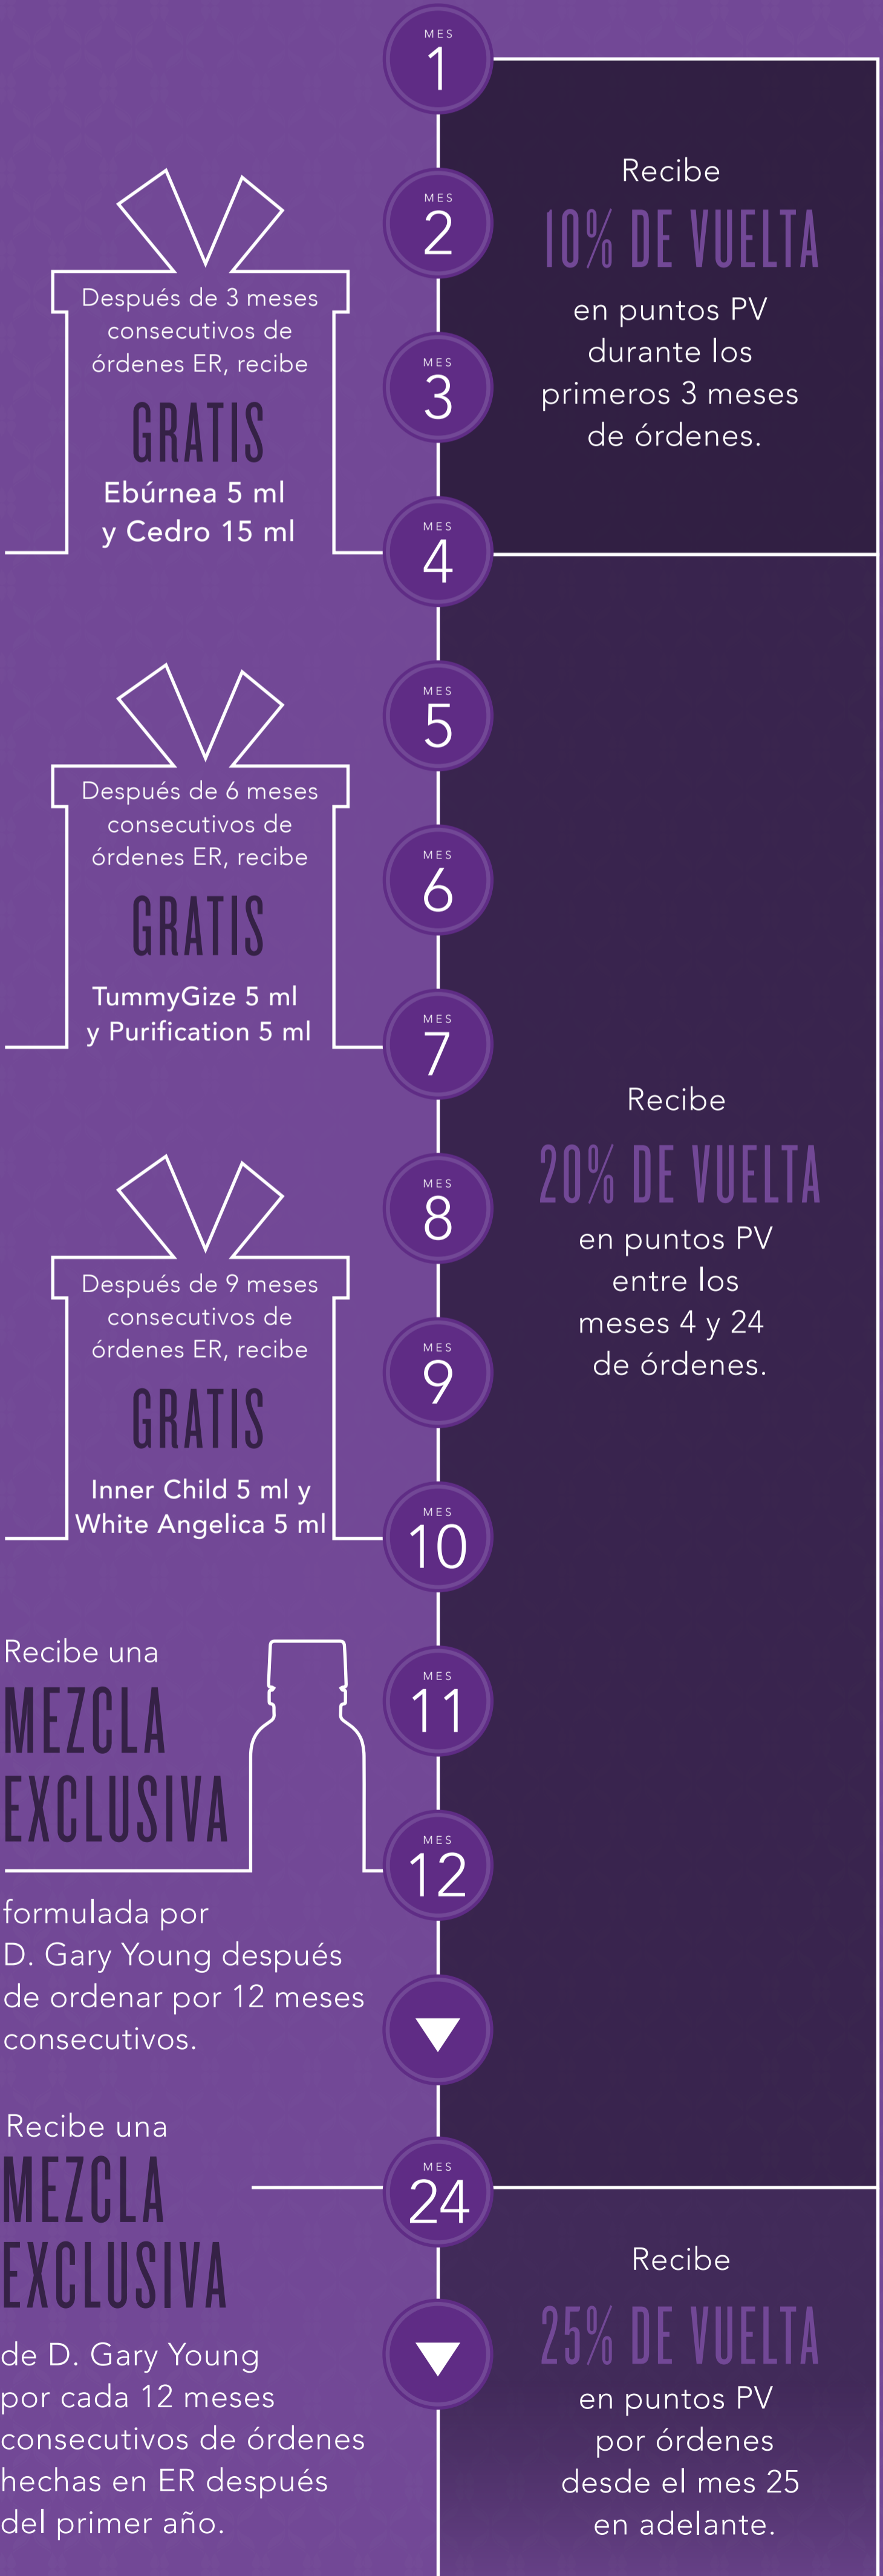 MES
1
MES
2
MES
3
MES
4
MES
5
MES
6
MES
7
MES
8
MES
9
MES
10
MES
11
MES
12
MES
24
Después de 3 meses
consecutivos de
órdenes ER, recibe
GRATIS
Ebúrnea 5 ml
y Cedro 15 ml
Después de 6 meses
consecutivos de
órdenes ER, recibe
GRATIS
TummyGize 5 ml
y Purification 5 ml
Después de 9 meses
consecutivos de
órdenes ER, recibe
GRATIS
Inner Child 5 ml y
White Angelica 5 ml
Recibe una
MEZCLA
EXCLUSIVA
formulada por
D. Gary Young después
de ordenar por 12 meses
consecutivos.
Recibe una
MEZCLA
EXCLUSIVA
de D. Gary Young
por cada 12 meses
consecutivos de órdenes
hechas en ER después
del primer año.
Recibe
10% DE VUELTA
en puntos PV
durante los
primeros 3 meses
de órdenes.
Recibe
20% DE VUELTA
en puntos PV
entre los
meses 4 y 24
de órdenes.
Recibe
25% DE VUELTA
en puntos PV
por órdenes
desde el mes 25
en adelante.